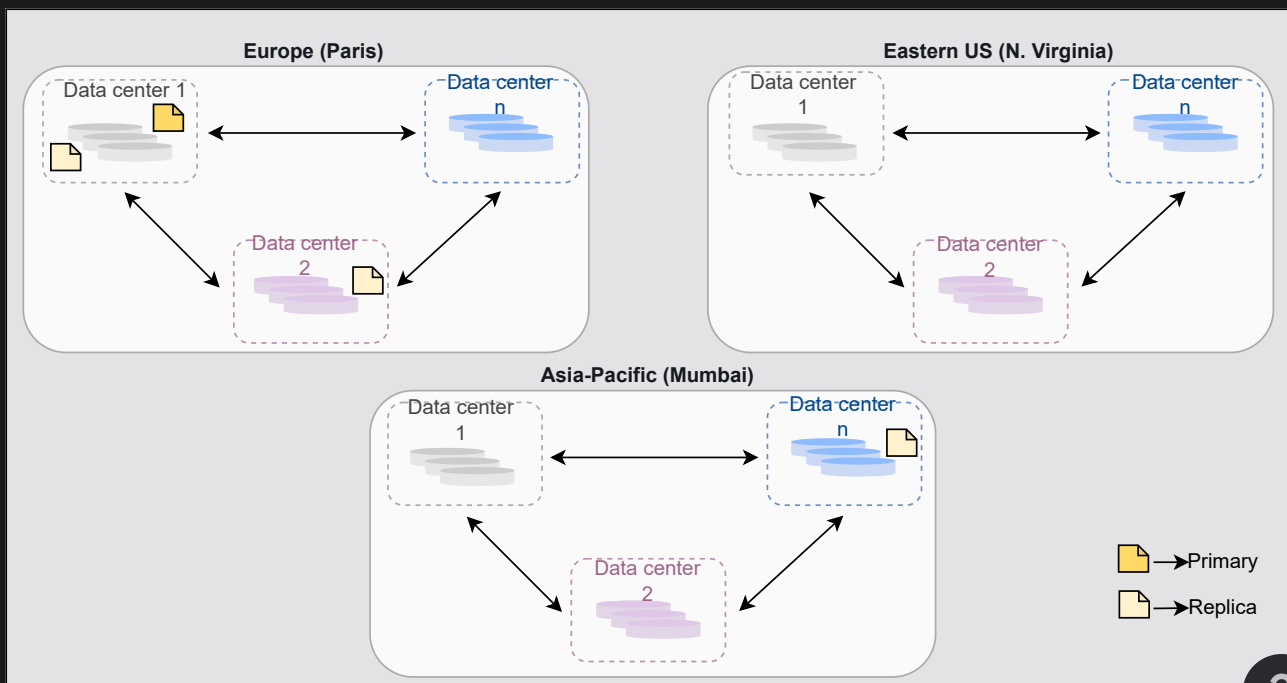 Europe (Paris)
Data center 1
Data center
n
Data center
2
Eastern US (N. Virginia)
Data center
1
Data center
n
Data center
2
Asia-Pacific (Mumbai)
Data center
1
Data center
n
Data center
2
Primary
Replica